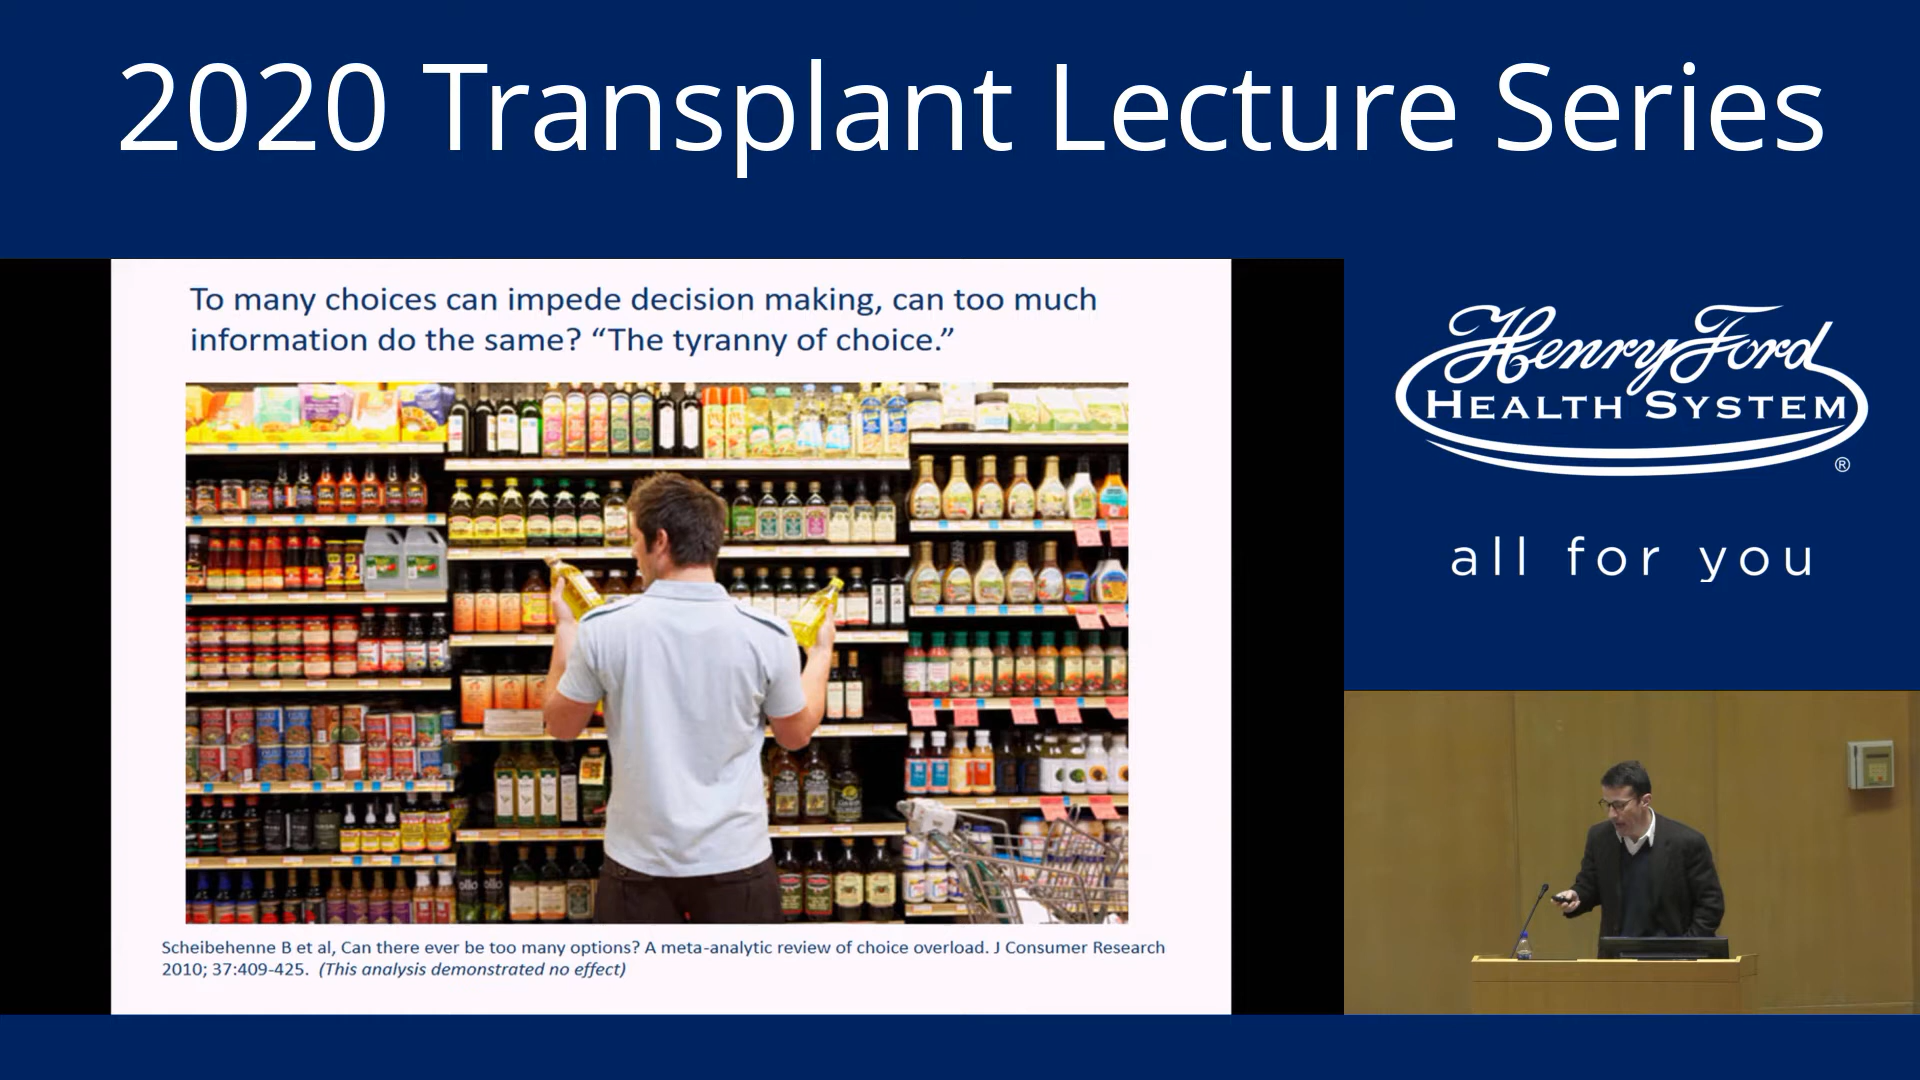 2020 Transplant Lecture Series
To many choices can impede decision making, can too much
information do the same? “The tyranny of choice.”
Scheibehenne B et al, Can there ever be too many options? A meta-analytic review of choice overload. J Consumer Research
2010; 37:409-425. (This analysis demonstrated no effect)
Henry Ford
HEALTH SYSTEM
®
all for you